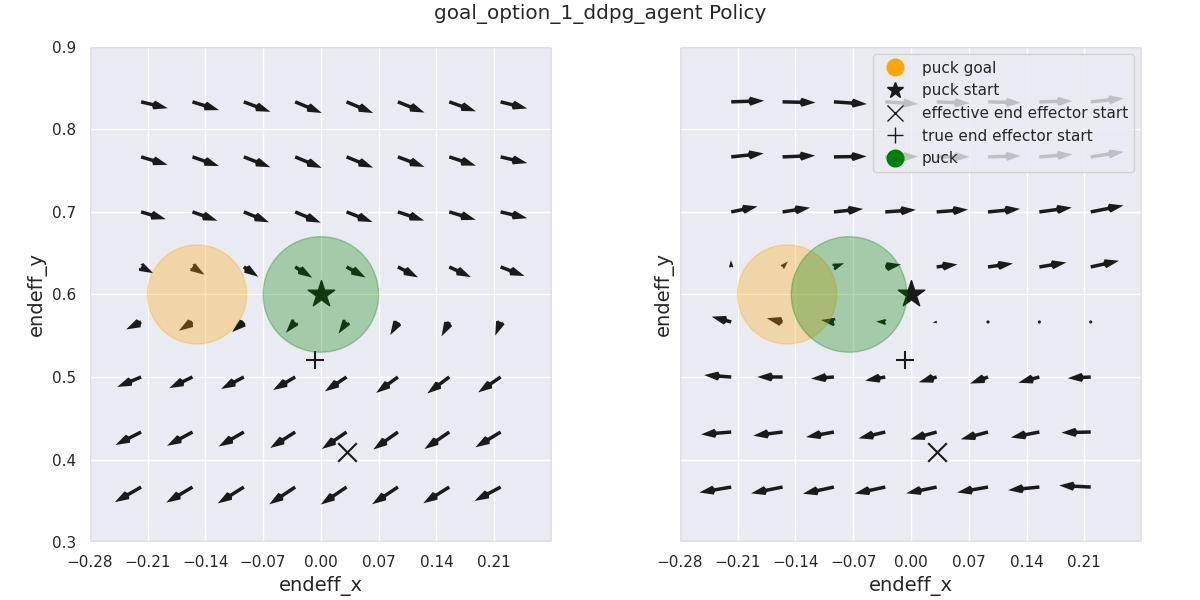 goal_option_1_ddpg_agent Policy
0.9
0.8
0.7
0.6
0.5
0.4
0.3
endeff_y
−0.28 −0.21 −0.14 −0.07 0.00 0.07 0.14 0.21
endeff_x
puck goal
puck start
effective end effector start
true end effector start
puck
endeff_y
−0.28 −0.21 −0.14 −0.07 0.00 0.07 0.14 0.21
endeff_x